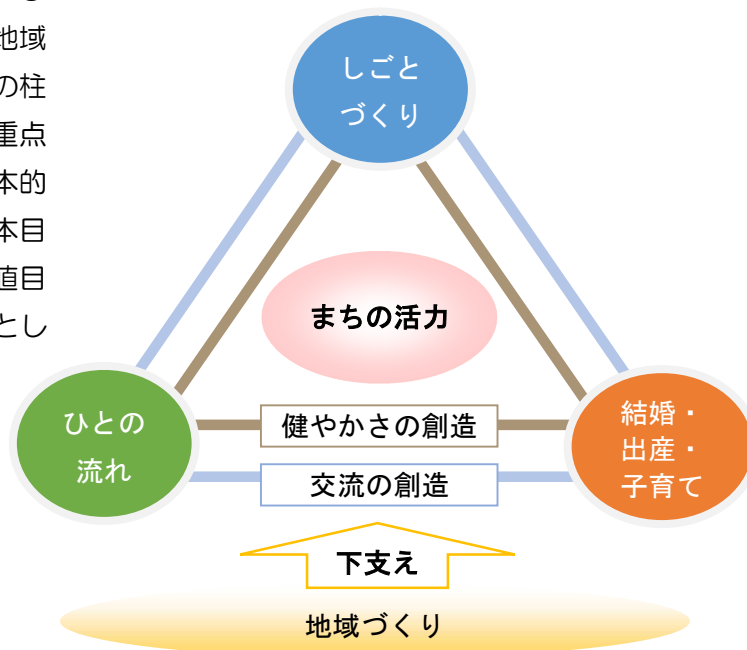 地域
の柱
重点
本的
本目
値目
とし
しごと
づくり
まちの活力
ひとの
流れ
結婚・
出産・
子育て
健やかさの創造
交流の創造
下支え
地域づくり